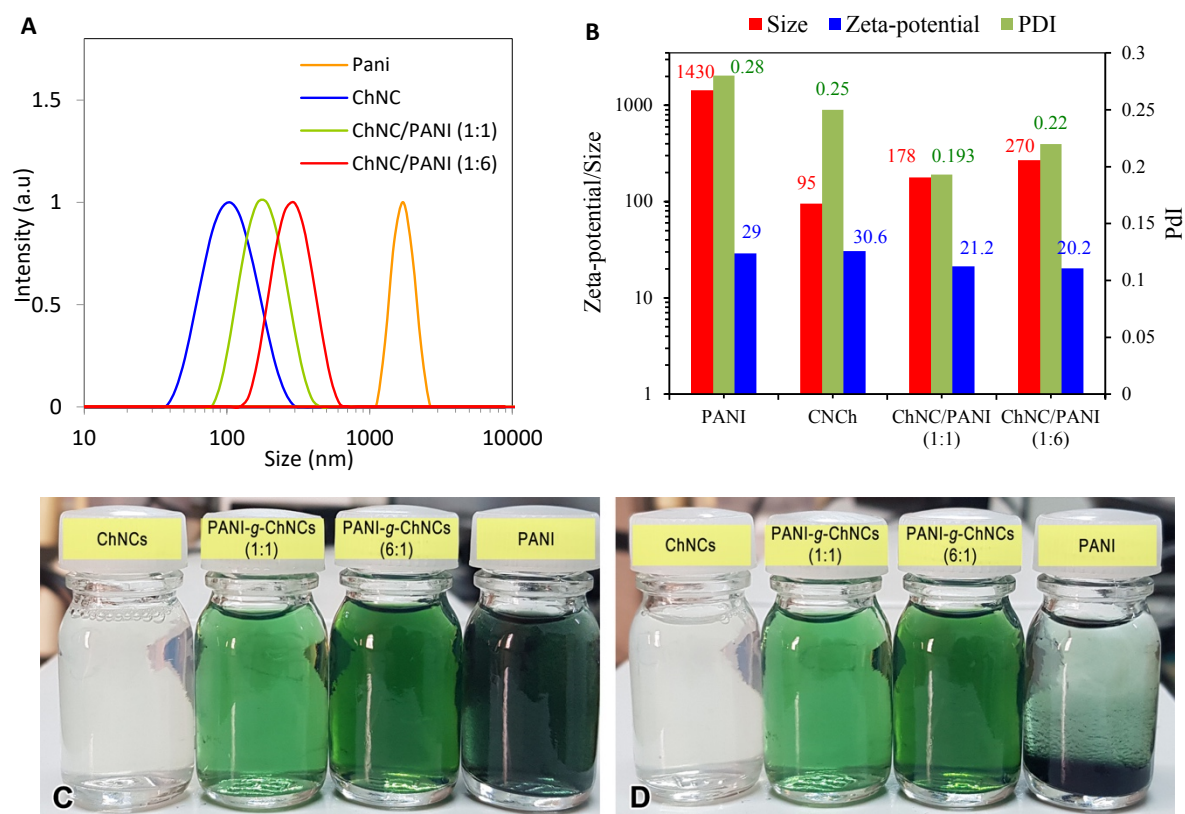 A
1.5
1
0.5
0
Intensity (a.u)
10
100
1000
10000
Size (nm)
Pani
ChNC
ChNC/PANI (1:1)
ChNC/PANI (1:6)
B
Size
Zeta-potential
PDI
Zeta-potential/Size
1000
100
10
1
1430
0.28
29
95
0.25
30.6
178
0.193
21.2
270
0.22
20.2
0.3
0.25
0.2
0.15
0.1
0.05
0
PdI
PANI
CNCh
ChNC/PANI
(1:1)
ChNC/PANI
(1:6)
ChNCs
PANI-g-ChNCs
(1:1)
PANI-g-ChNCs
(6:1)
PANI
C
ChNCs
PANI-g-ChNCs
(1:1)
PANI-g-ChNCs
(6:1)
PANI
D